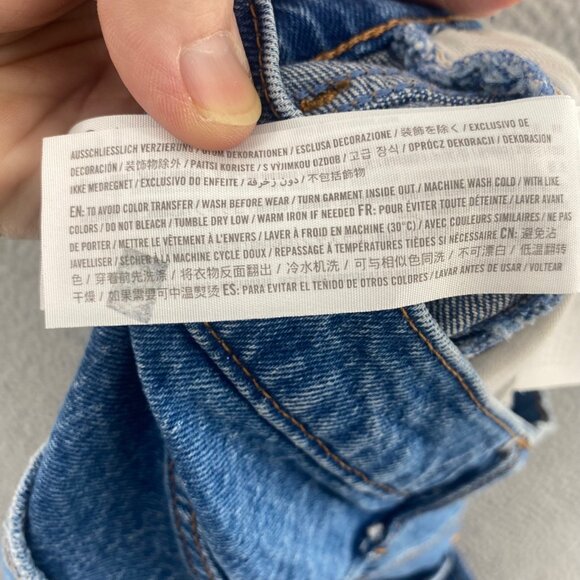 AUSSCHLIESSLICH VERZIERUNG / UTOM DEKORATIONEN / ESCLUSA DECORAZIONE / 装飾を除く / EXCLUSIVO DE
DECORACIÓN / 装饰物除外 / PAITSI KORISTE / S VÝJIMKOU OZDOB / 고급 장식 / OPRÓCZ DEKORACJI / DEKORASION
IKKE MEDREGNET / EXCLUSIVO DO ENFEITE / دون زخرفة / 不包括飾物
EN: TO AVOID COLOR TRANSFER / WASH BEFORE WEAR / TURN GARMENT INSIDE OUT / MACHINE WASH COLD / WITH LIKE
COLORS / DO NOT BLEACH / TUMBLE DRY LOW / WARM IRON IF NEEDED FR: POUR ÉVITER TOUTE DÉTEINTE / LAVER AVANT
DE PORTER / METTRE LE VÊTEMENT À L'ENVERS / LAVER À FROID EN MACHINE (30°C) / AVEC COULEURS SIMILAIRES / NE PAS
JAVELLISER / SÉCHER À LA MACHINE CYCLE DOUX / REPASSAGE À TEMPÉRATURES TIÈDES SI NÉCESSAIRE CN: 避免沾
色 / 穿着前先洗涤 / 将衣物反面翻出 / 冷水机洗 / 可与相似色同洗 / 不可漂白 / 低温翻转
干燥 / 如果需要可中温熨烫 ES: PARA EVITAR EL TEÑIDO DE OTROS COLORES / LAVAR ANTES DE USAR / VOLTEAR